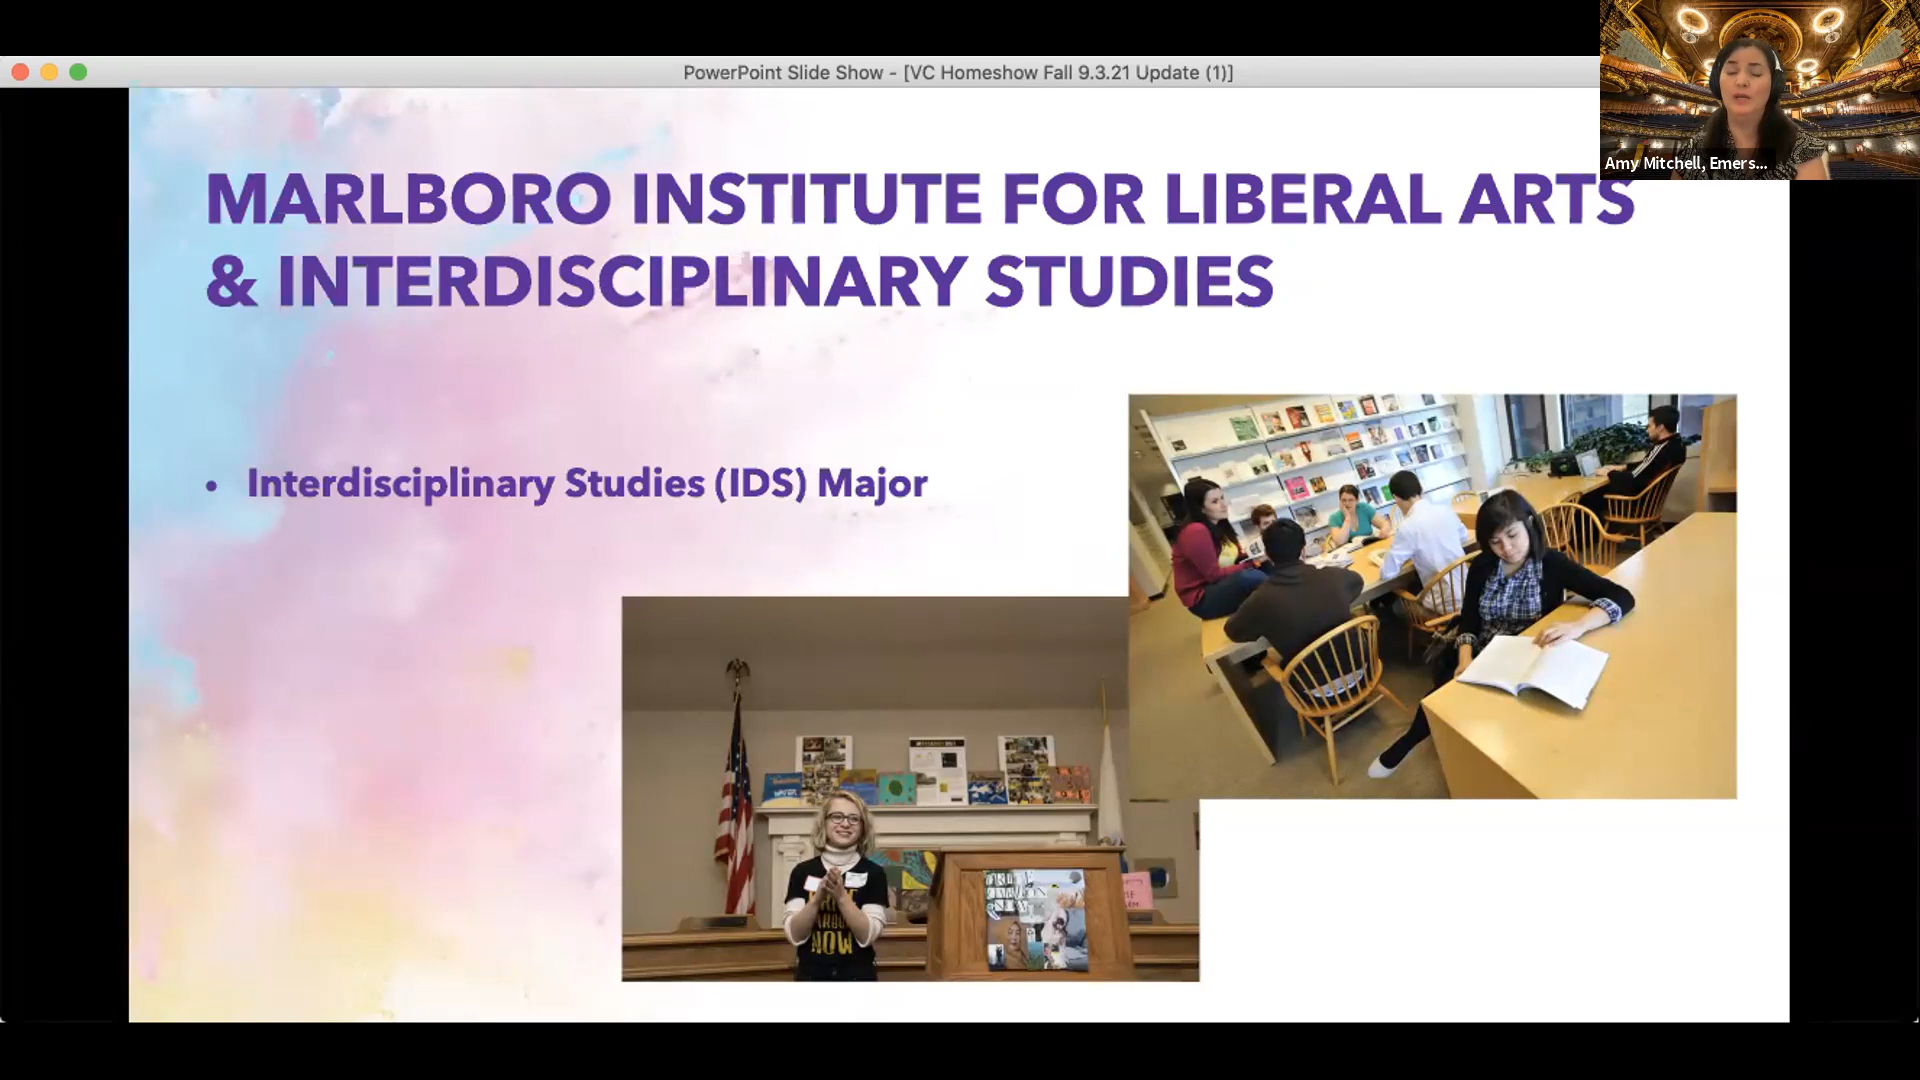 PowerPoint Slide Show - [VC Homeshow Fall 9.3.21 Update (1)]
Amy Mitchell, Emers...
MARLBORO INSTITUTE FOR LIBERAL ARTS
& INTERDISCIPLINARY STUDIES
• Interdisciplinary Studies (IDS) Major
NOW